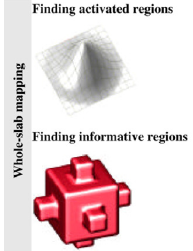 Finding activated regions
Whole-slab mapping
Finding informative regions